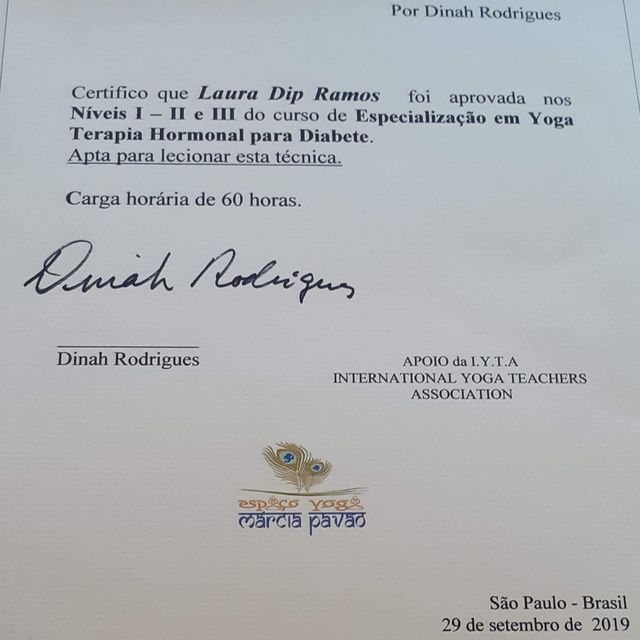 Por Dinah Rodrigues
Certifico que Laura Dip Ramos foi aprovada nos
Níveis I – II e III do curso de Especialização em Yoga
Terapia Hormonal para Diabete.
Apta para lecionar esta técnica.
Carga horária de 60 horas.
Dinah Rodrigues
Dinah Rodrigues
APOIO da I.Y.T.A
INTERNATIONAL YOGA TEACHERS
ASSOCIATION
espaço yoga
márcia pavão
São Paulo - Brasil
29 de setembro de 2019